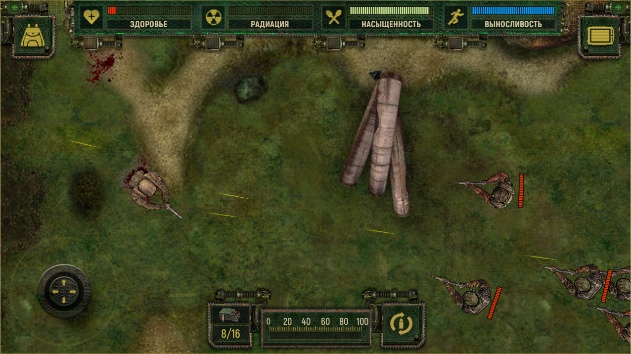 ЗДОРОВЬЕ
РАДИАЦИЯ
НАСЫЩЕННОСТЬ
ВЫНОСЛИВОСТЬ
8/16
0 20 40 60 80 100